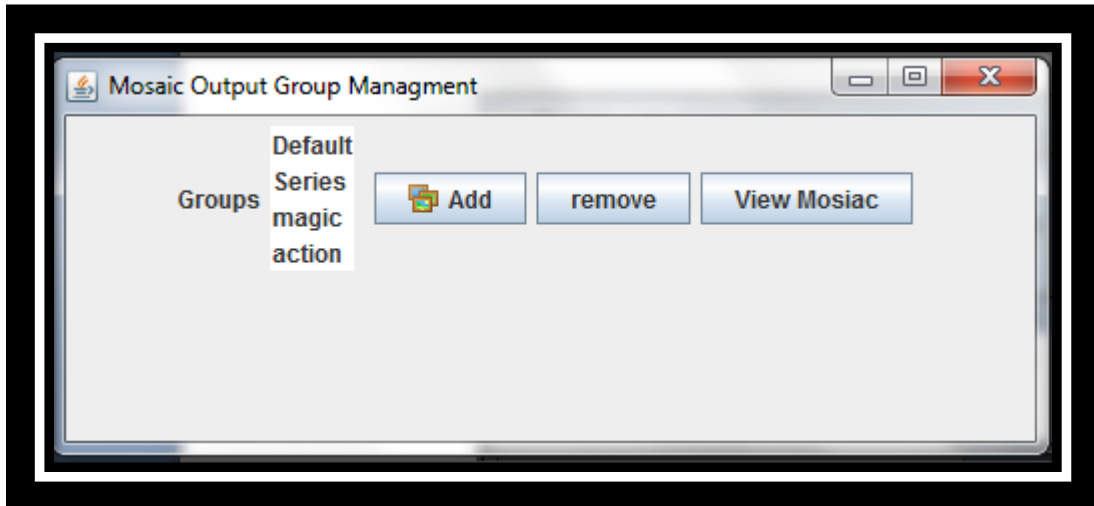 Mosaic Output Group Managment
Groups
Default
Series
magic
action
Add
remove
View Mosiac